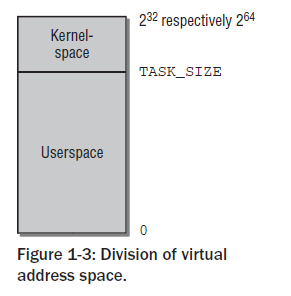 2³² respectively 2⁶⁴
Kernel-
space
TASK_SIZE
Userspace
0
Figure 1-3: Division of virtual
address space.